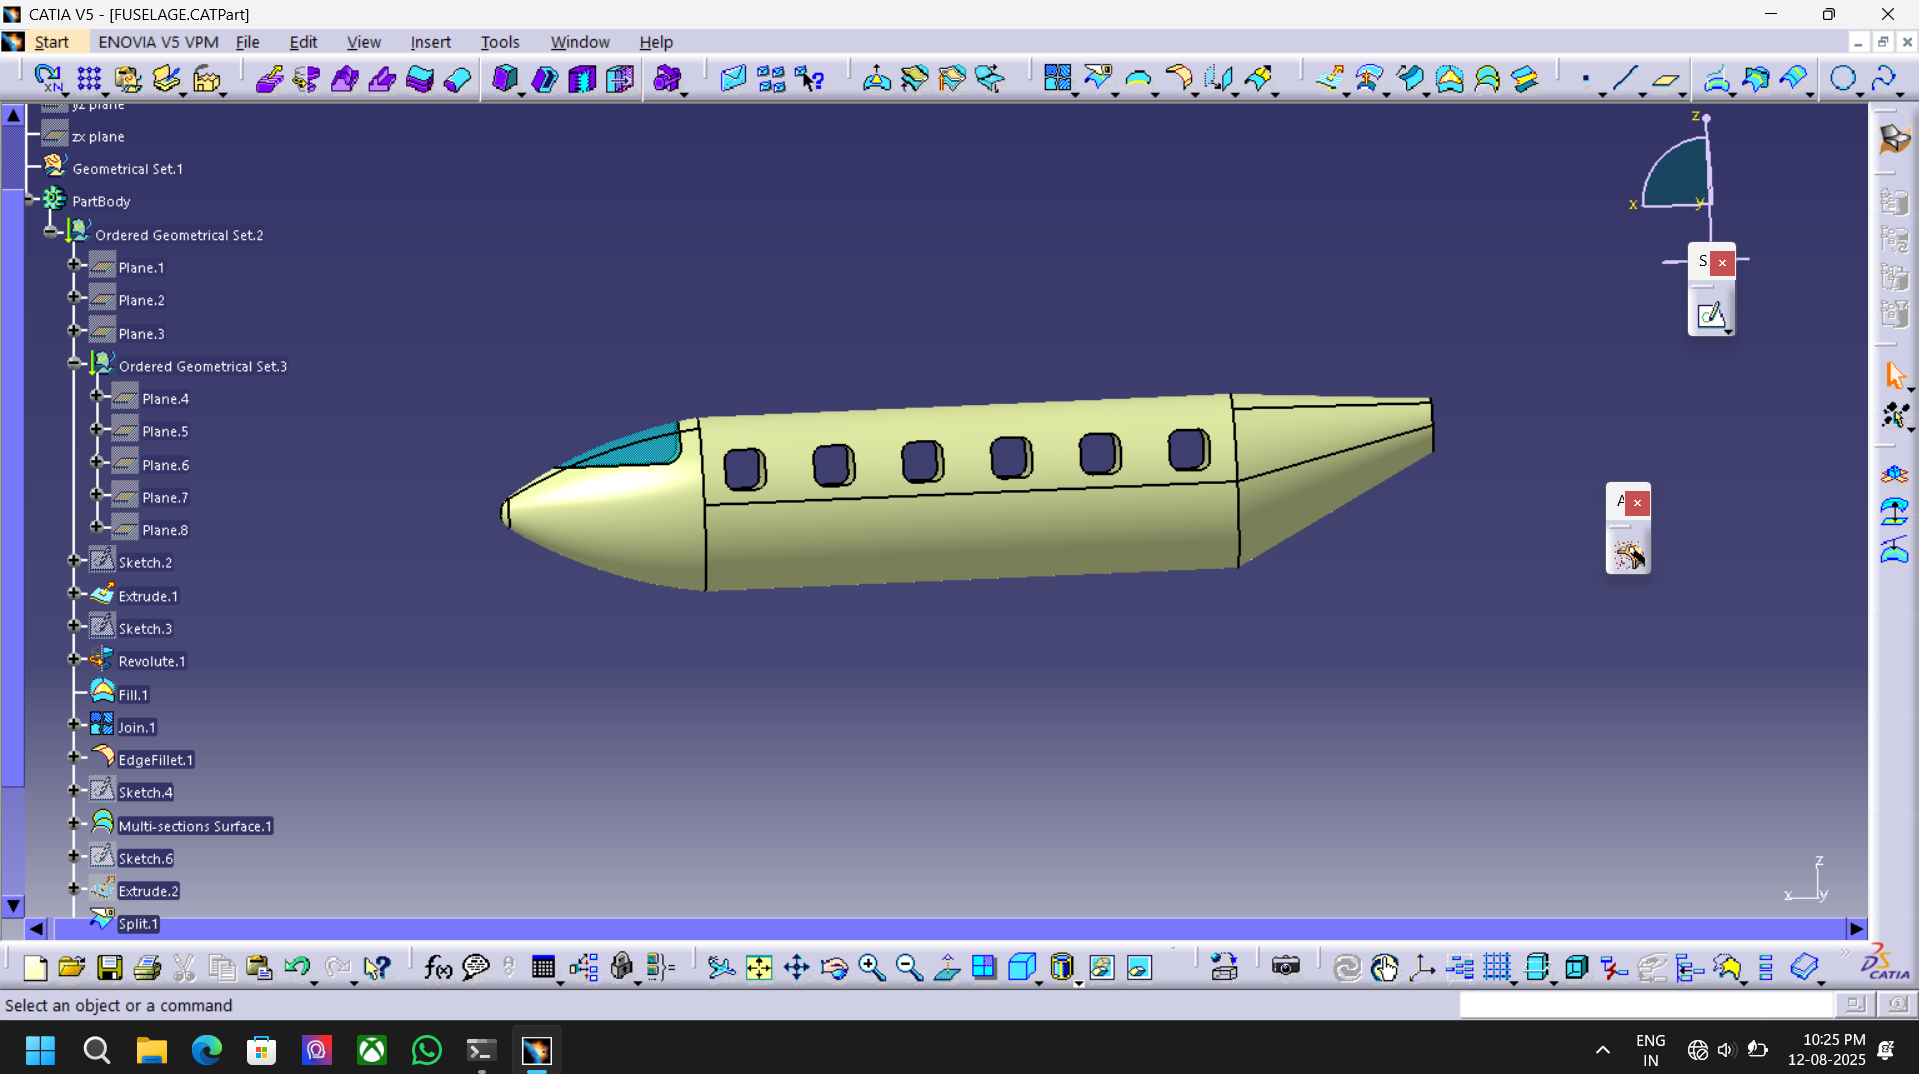 CATIA V5 - [FUSELAGE.CATPart]
Start ENOVIA V5 VPM File Edit View Insert Tools Window Help
yz plane
zx plane
Geometrical Set.1
PartBody
Ordered Geometrical Set.2
Plane.1
Plane.2
Plane.3
Ordered Geometrical Set.3
Plane.4
Plane.5
Plane.6
Plane.7
Plane.8
Sketch.2
Extrude.1
Sketch.3
Revolute.1
Fill.1
Join.1
EdgeFillet.1
Sketch.4
Multi-sections Surface.1
Sketch.6
Extrude.2
Split.1
z
x
y
S
A
z
x
y
f(x)
CATIA
Select an object or a command
ENG
IN
10:25 PM
12-08-2025